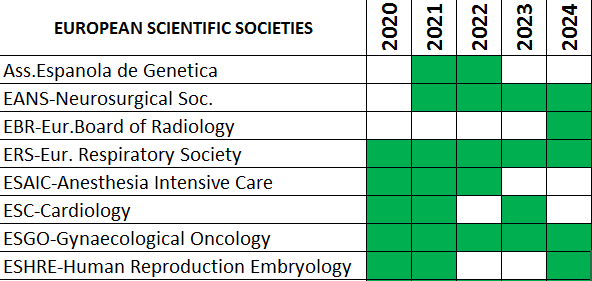 EUROPEAN SCIENTIFIC SOCIETIES 2020 2021 2022 2023 2024
Ass.Espanola de Genetica
EANS-Neurosurgical Soc.
EBR-Eur.Board of Radiology
ERS-Eur. Respiratory Society
ESAIC-Anesthesia Intensive Care
ESC-Cardiology
ESGO-Gynaecological Oncology
ESHRE-Human Reproduction Embryology